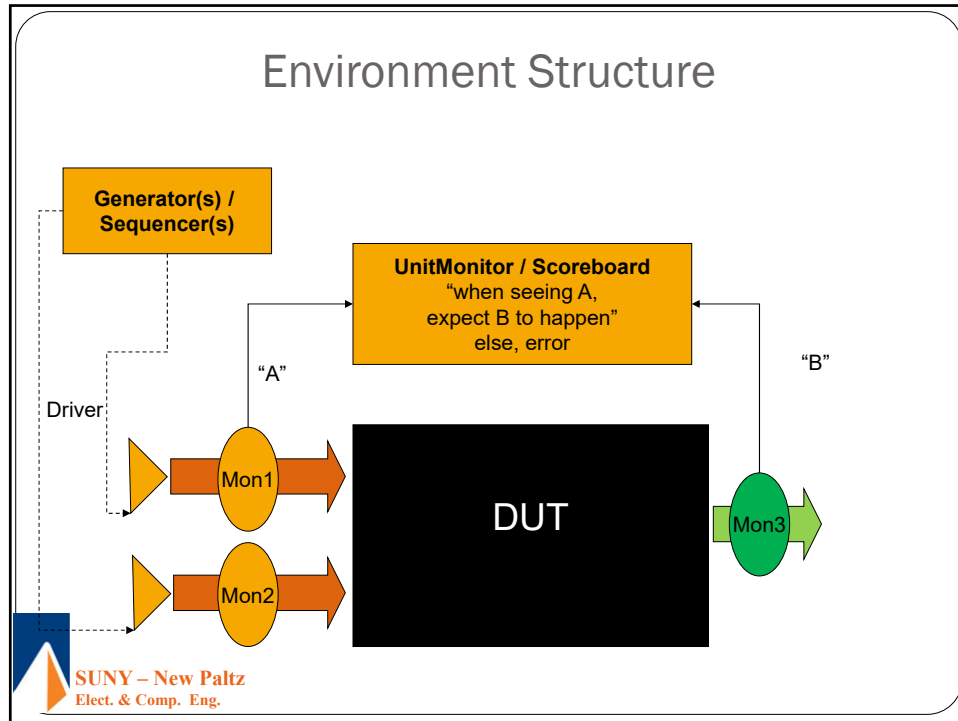 Environment Structure
Generator(s) /
Sequencer(s)
UnitMonitor / Scoreboard
“when seeing A,
expect B to happen”
else, error
“A”
“B”
Driver
Mon1
DUT
Mon3
Mon2
SUNY – New Paltz
Elect. & Comp. Eng.